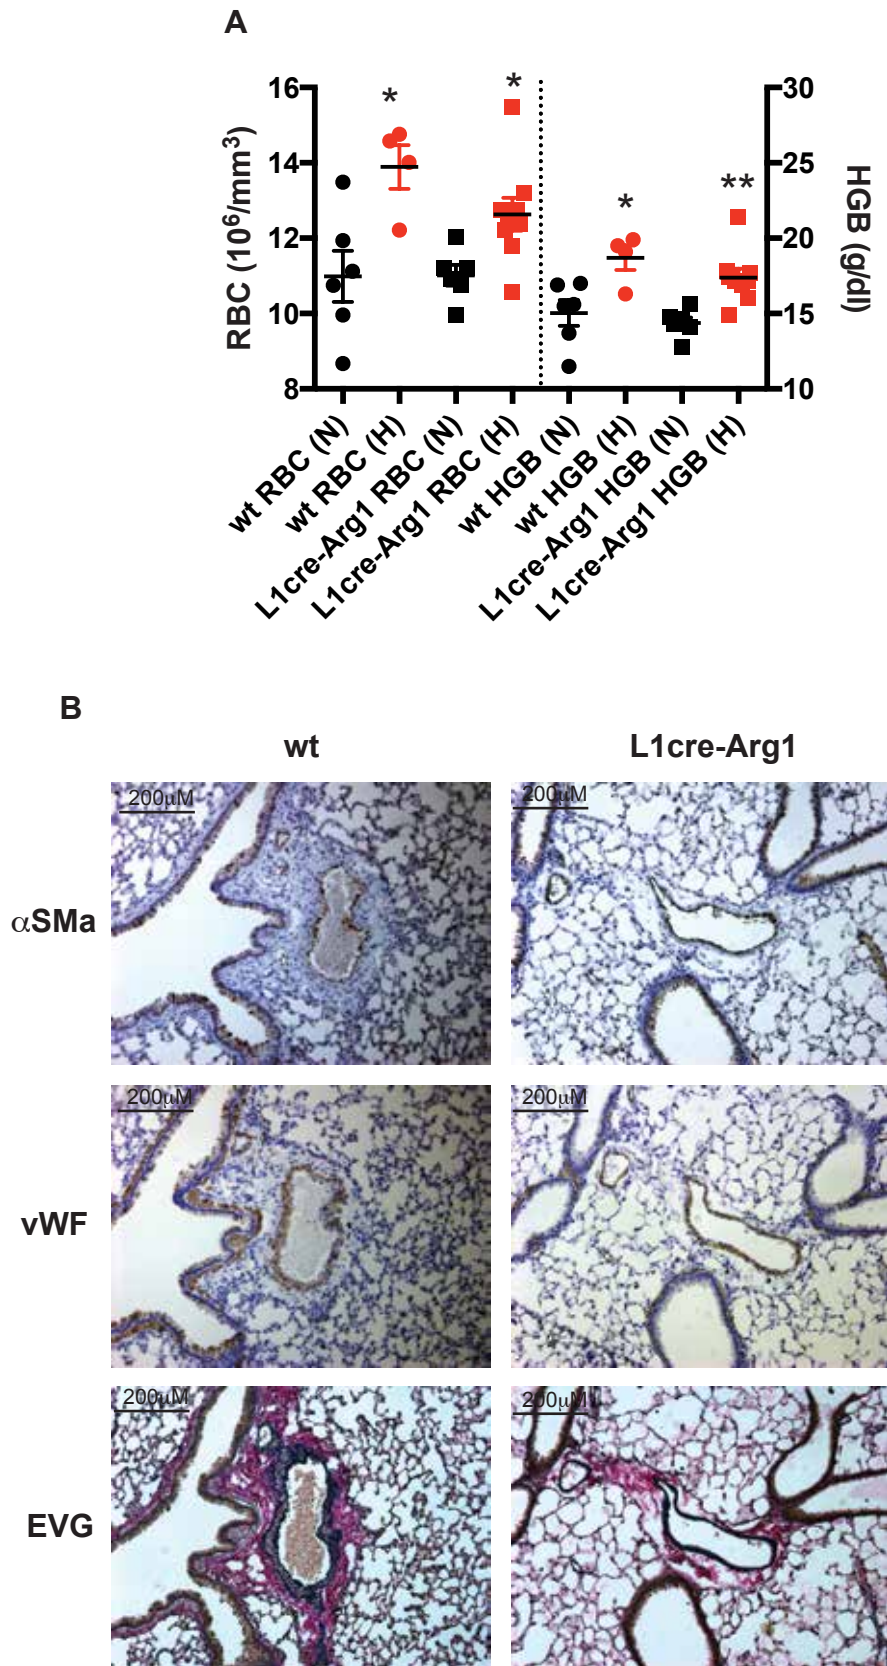 A
16
14
12
10
8
RBC (10⁶/mm³)
*
*
*
**
30
25
20
15
10
HGB (g/dl)
wt RBC (N)
wt RBC (H)
L1cre-Arg1 RBC (N)
L1cre-Arg1 RBC (H)
wt HGB (N)
wt HGB (H)
L1cre-Arg1 HGB (N)
L1cre-Arg1 HGB (H)
B
wt
L1cre-Arg1
αSMa
200µM
200µM
vWF
200µM
200µM
EVG
200µM
200µM